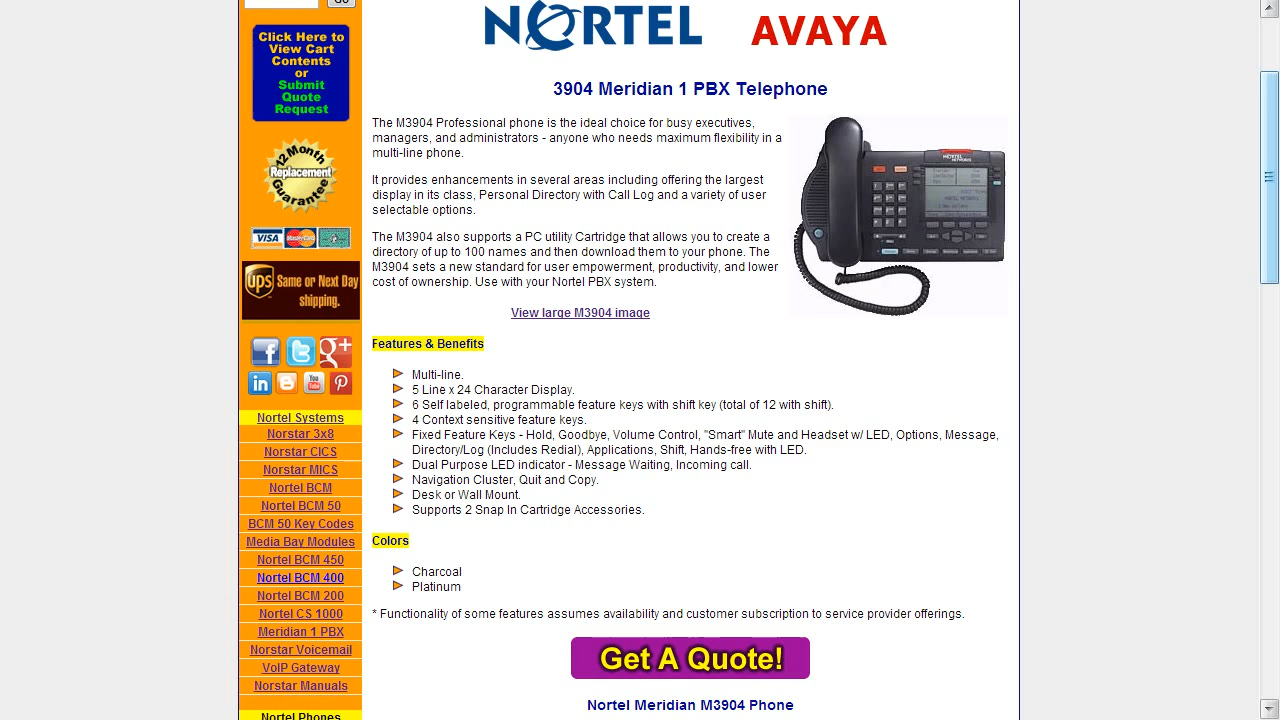 Go
Click Here to
View Cart
Contents
or
Submit
Quote
Request
12 Month
Replacement
Guarantee
VISA MasterCard
ups Same or Next Day
shipping.
Nortel Systems
Norstar 3x8
Norstar CICS
Norstar MICS
Nortel BCM
Nortel BCM 50
BCM 50 Key Codes
Media Bay Modules
Nortel BCM 450
Nortel BCM 400
Nortel BCM 200
Nortel CS 1000
Meridian 1 PBX
Norstar Voicemail
VoIP Gateway
Norstar Manuals
Nortel Phones
NORTEL AVAYA
3904 Meridian 1 PBX Telephone
The M3904 Professional phone is the ideal choice for busy executives,
managers, and administrators - anyone who needs maximum flexibility in a
multi-line phone.
It provides enhancements in several areas including offering the largest
display in its class, Personal Directory with Call Log and a variety of user
selectable options.
The M3904 also supports a PC utility Cartridge that allows you to create a
directory of up to 100 names and then download them to your phone. The
M3904 sets a new standard for user empowerment, productivity, and lower
cost of ownership. Use with your Nortel PBX system.
NORTEL
NETWORKS
View large M3904 image
Features & Benefits
Multi-line.
5 Line x 24 Character Display.
6 Self labeled, programmable feature keys with shift key (total of 12 with shift).
4 Context sensitive feature keys.
Fixed Feature Keys - Hold, Goodbye, Volume Control, "Smart" Mute and Headset w/ LED, Options, Message,
Directory/Log (Includes Redial), Applications, Shift, Hands-free with LED.
Dual Purpose LED indicator - Message Waiting, Incoming call.
Navigation Cluster, Quit and Copy.
Desk or Wall Mount.
Supports 2 Snap In Cartridge Accessories.
Colors
Charcoal
Platinum
* Functionality of some features assumes availability and customer subscription to service provider offerings.
Get A Quote!
Nortel Meridian M3904 Phone